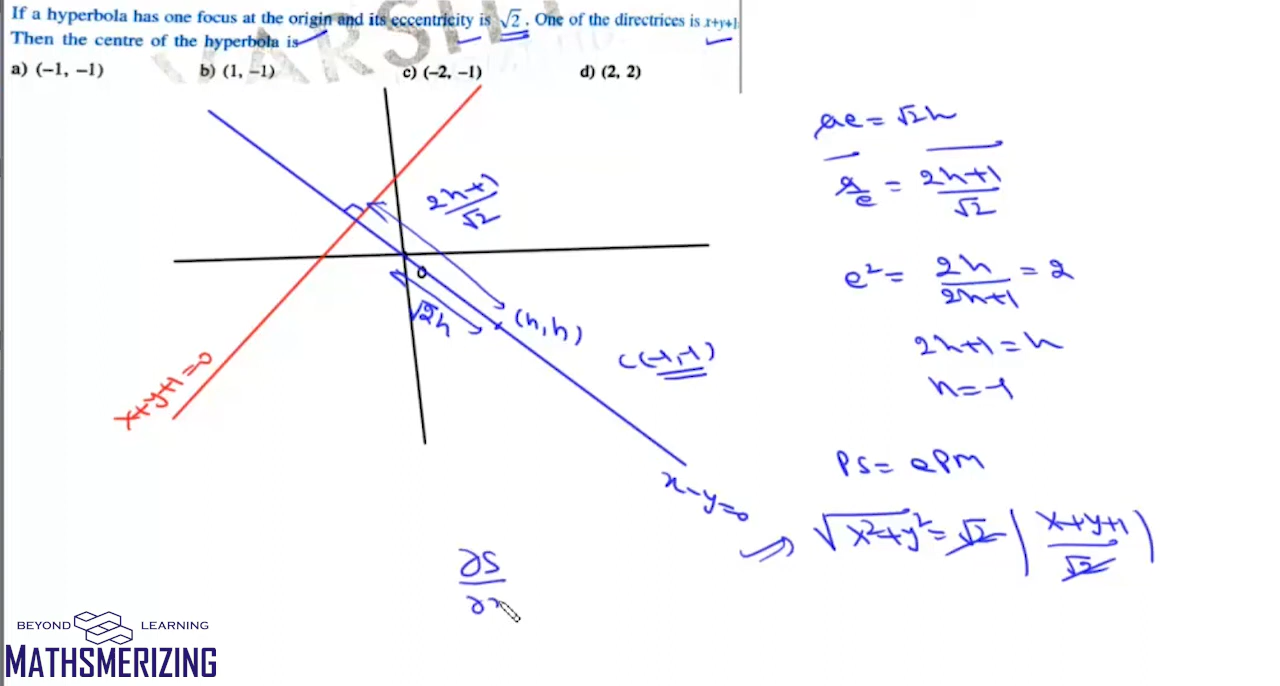 If a hyperbola has one focus at the origin and its eccentricity is √2. One of the directrices is x+y+1
Then the centre of the hyperbola is
a) (−1, −1) b) (1, −1) c) (−2, −1) d) (2, 2)
ae = √2h
a/e = (2h+1)/√2
e² = 2h/(2h+1) = 2
2h+1 = h
h = -1
(2h+1)/√2
0
√2h
(h, h)
C(-1, -1)
x+y+1=0
x-y=0
PS = ePM
⇒ √(x²+y²) = √2 |(x+y+1)/√2|
∂S
∂x
BEYOND LEARNING
MATHSMERIZING